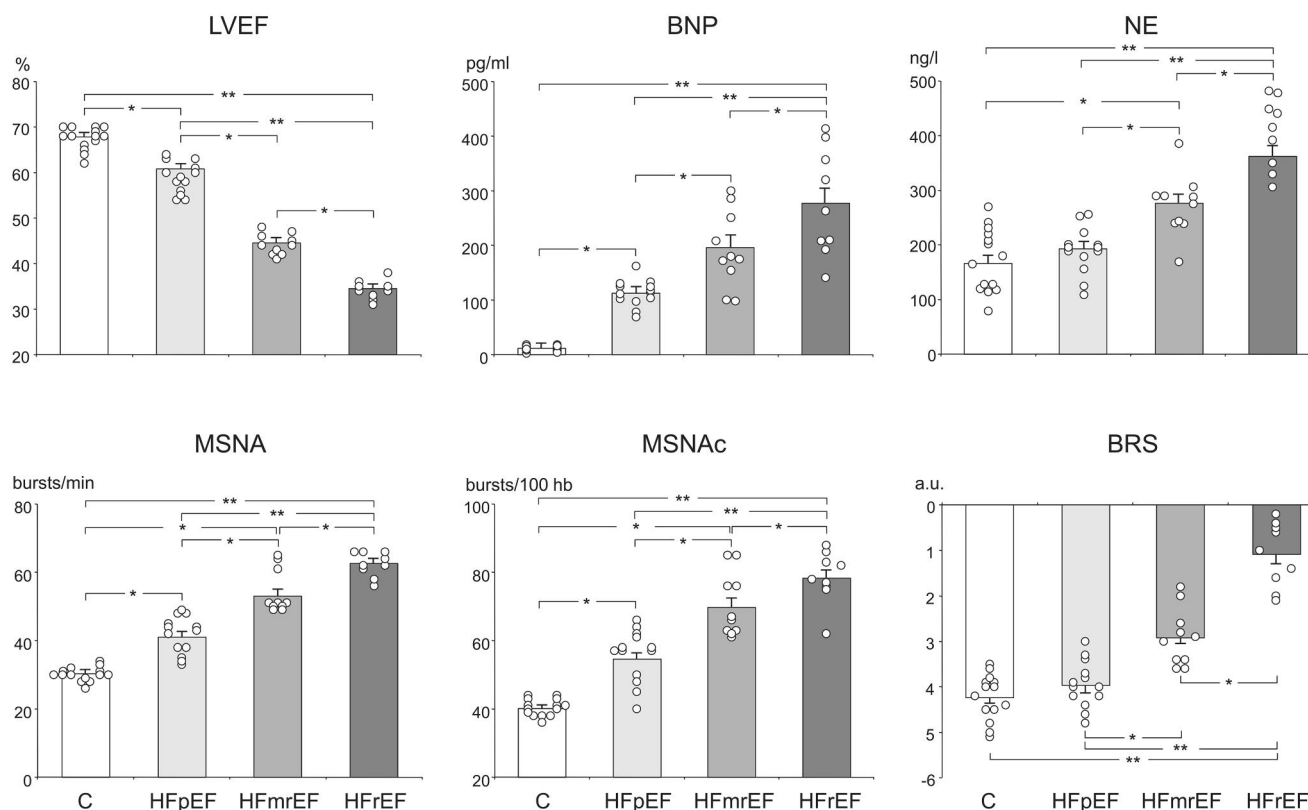 LVEF
%
80
70
60
50
40
30
20
* ** ** * *
BNP
pg/ml
500
400
300
200
100
0
** ** * * *
NE
ng/l
500
400
300
200
100
0
** ** * * *
MSNA
bursts/min
80
60
40
20
0
** ** * * * *
C HFpEF HFmrEF HFrEF
MSNAc
bursts/100 hb
100
80
60
40
20
** ** * * * *
C HFpEF HFmrEF HFrEF
BRS
a.u.
0
1
2
3
4
5
-6
* * ** **
C HFpEF HFmrEF HFrEF